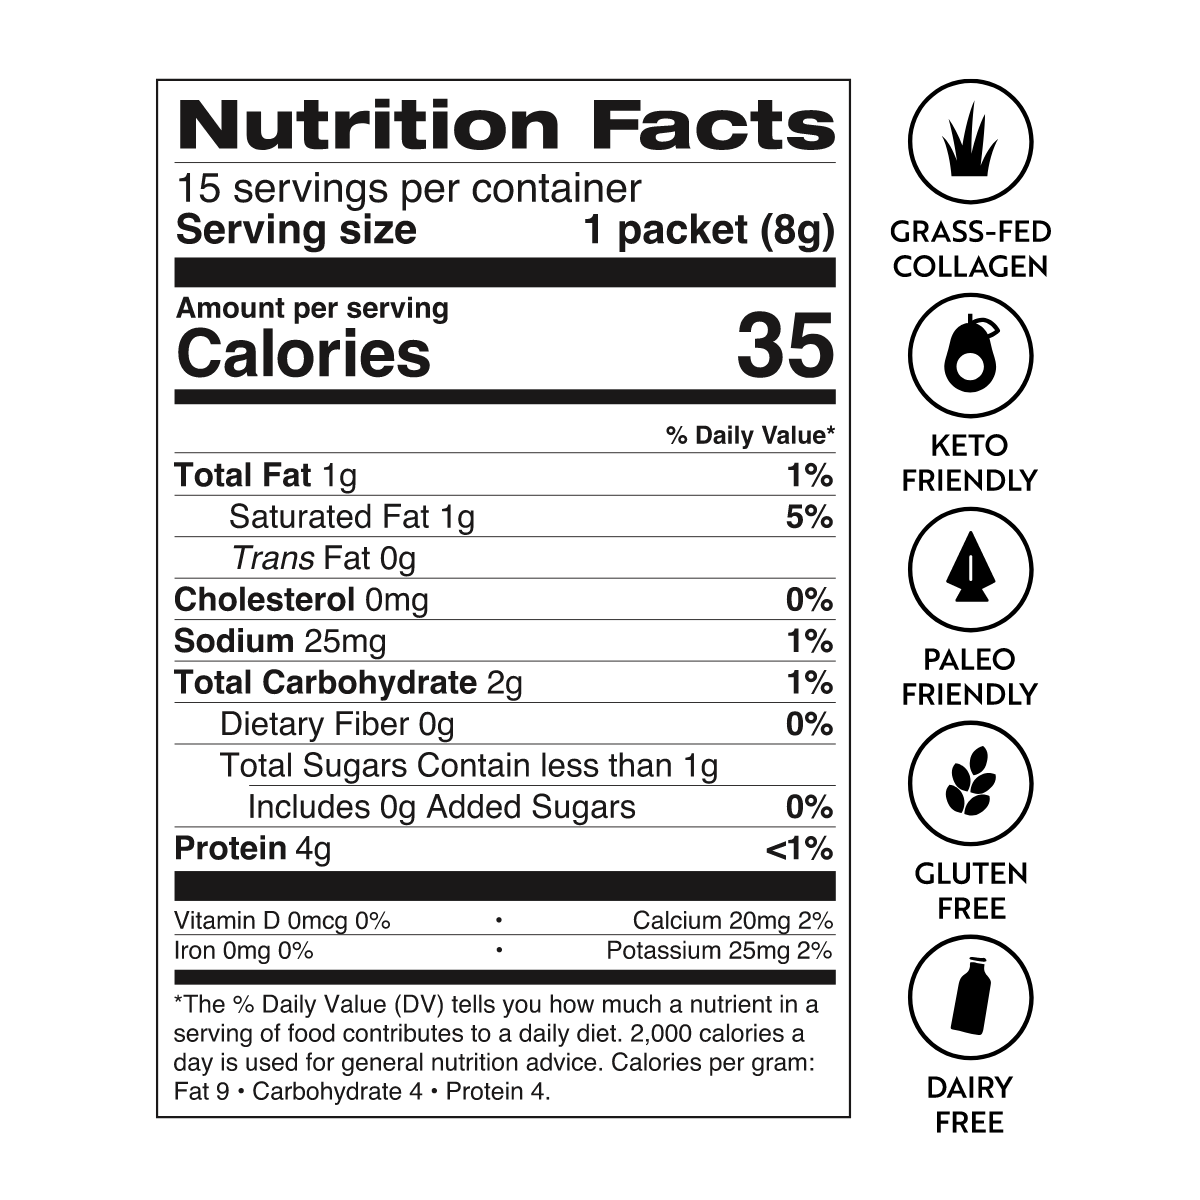 Nutrition Facts
15 servings per container
Serving size 1 packet (8g)
Amount per serving
Calories 35
% Daily Value*
Total Fat 1g 1%
Saturated Fat 1g 5%
Trans Fat 0g
Cholesterol 0mg 0%
Sodium 25mg 1%
Total Carbohydrate 2g 1%
Dietary Fiber 0g 0%
Total Sugars Contain less than 1g
Includes 0g Added Sugars 0%
Protein 4g <1%
Vitamin D 0mcg 0% • Calcium 20mg 2%
Iron 0mg 0% • Potassium 25mg 2%
*The % Daily Value (DV) tells you how much a nutrient in a
serving of food contributes to a daily diet. 2,000 calories a
day is used for general nutrition advice. Calories per gram:
Fat 9 • Carbohydrate 4 • Protein 4.
GRASS-FED
COLLAGEN
KETO
FRIENDLY
PALEO
FRIENDLY
GLUTEN
FREE
DAIRY
FREE